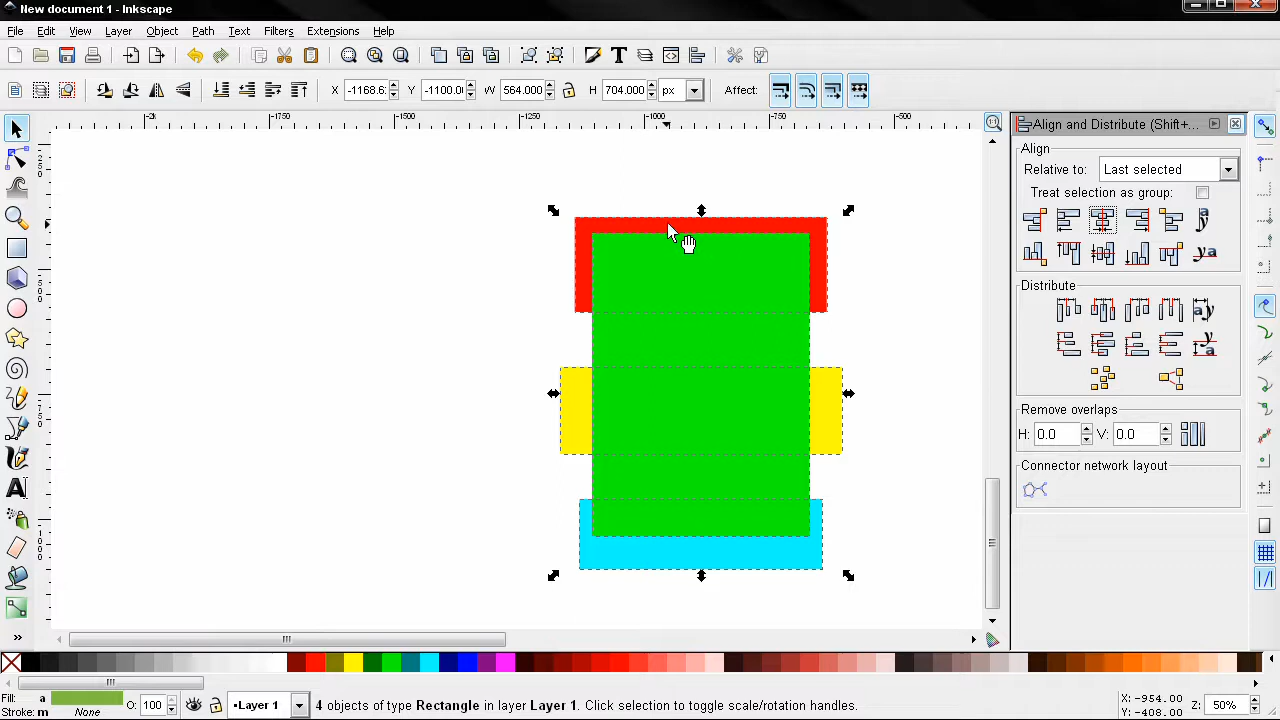 New document 1 - Inkscape
File Edit View Layer Object Path Text Filters Extensions Help
X -1168.6 Y -1100.0 W 564.000 H 704.000 px Affect:
-1750 -1500 -1250 -1000 -750 -500
Align and Distribute (Shift+...
Align
Relative to: Last selected
Treat selection as group:
Distribute
Remove overlaps
H: 0.0 V: 0.0
Connector network layout
Fill: a O: 100 •Layer 1 4 objects of type Rectangle in layer Layer 1. Click selection to toggle scale/rotation handles. X: -954.00 Z: 50%
Stroke: m None Y: -408.00